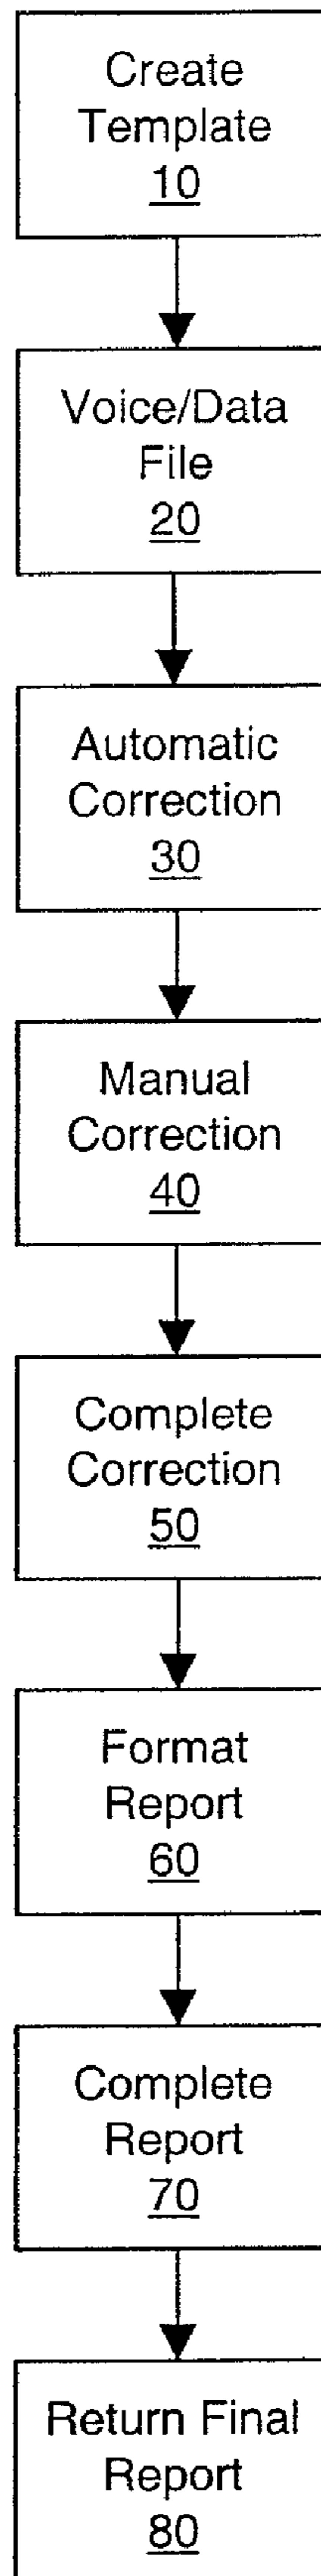 Create
Template
10
Voice/Data
File
20
Automatic
Correction
30
Manual
Correction
40
Complete
Correction
50
Format
Report
60
Complete
Report
70
Return Final
Report
80